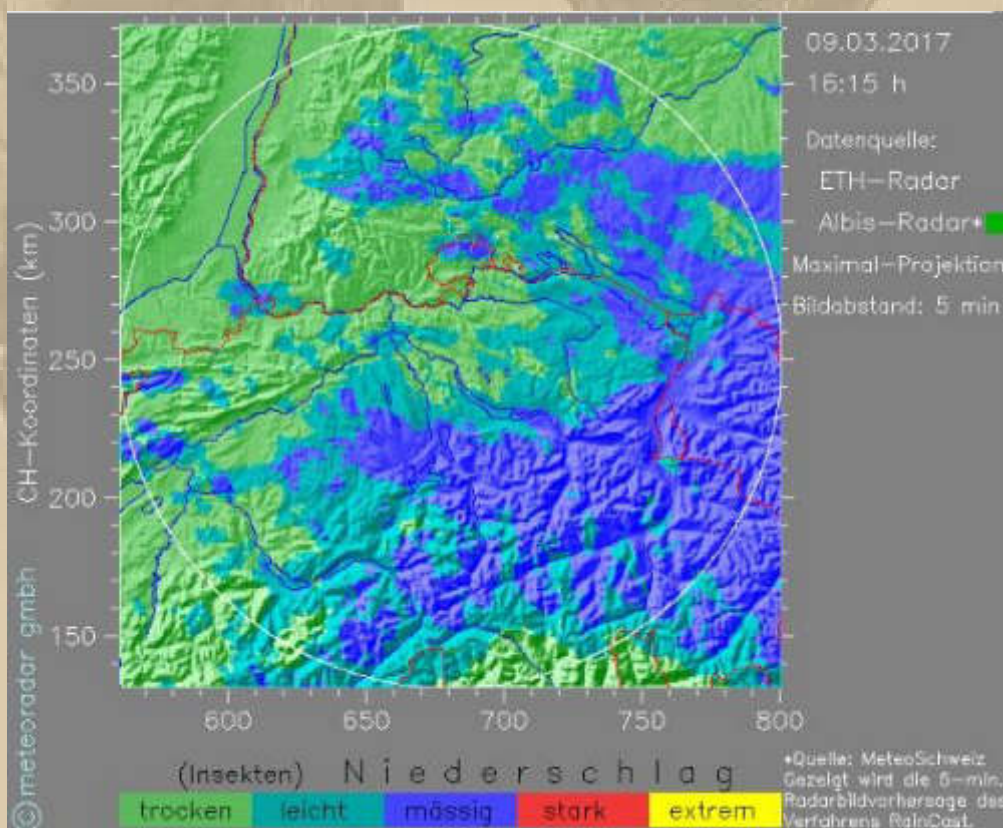 09.03.2017
16:15 h
Datenquelle:
ETH-Radar
Albis-Radar*
Maximal-Projektion
Bildabstand: 5 min
CH-Koordinaten (km)
350
300
250
200
150
600
650
700
750
800
(Insekten) Niederschlag
trocken
leicht
mässig
stark
extrem
*Quelle: MeteoSchweiz
Gezeigt wird die 5-min.
Radarbildvorhersage des
Verfahrens RainCast.
©meteoradar gmbh